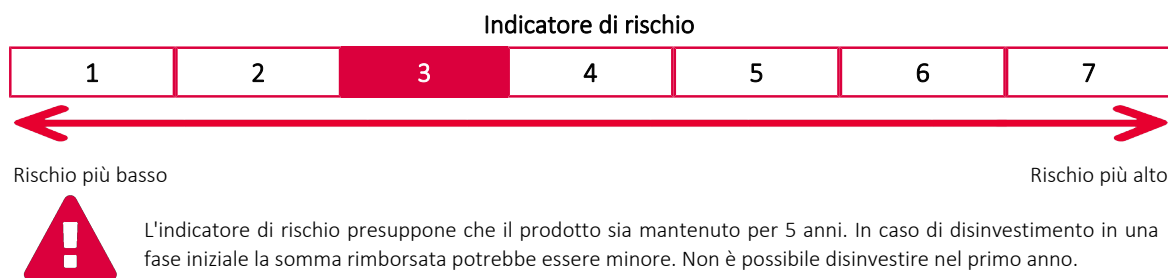 Indicatore di rischio
1 2 3 4 5 6 7
Rischio più basso Rischio più alto
L'indicatore di rischio presuppone che il prodotto sia mantenuto per 5 anni. In caso di disinvestimento in una
fase iniziale la somma rimborsata potrebbe essere minore. Non è possibile disinvestire nel primo anno.